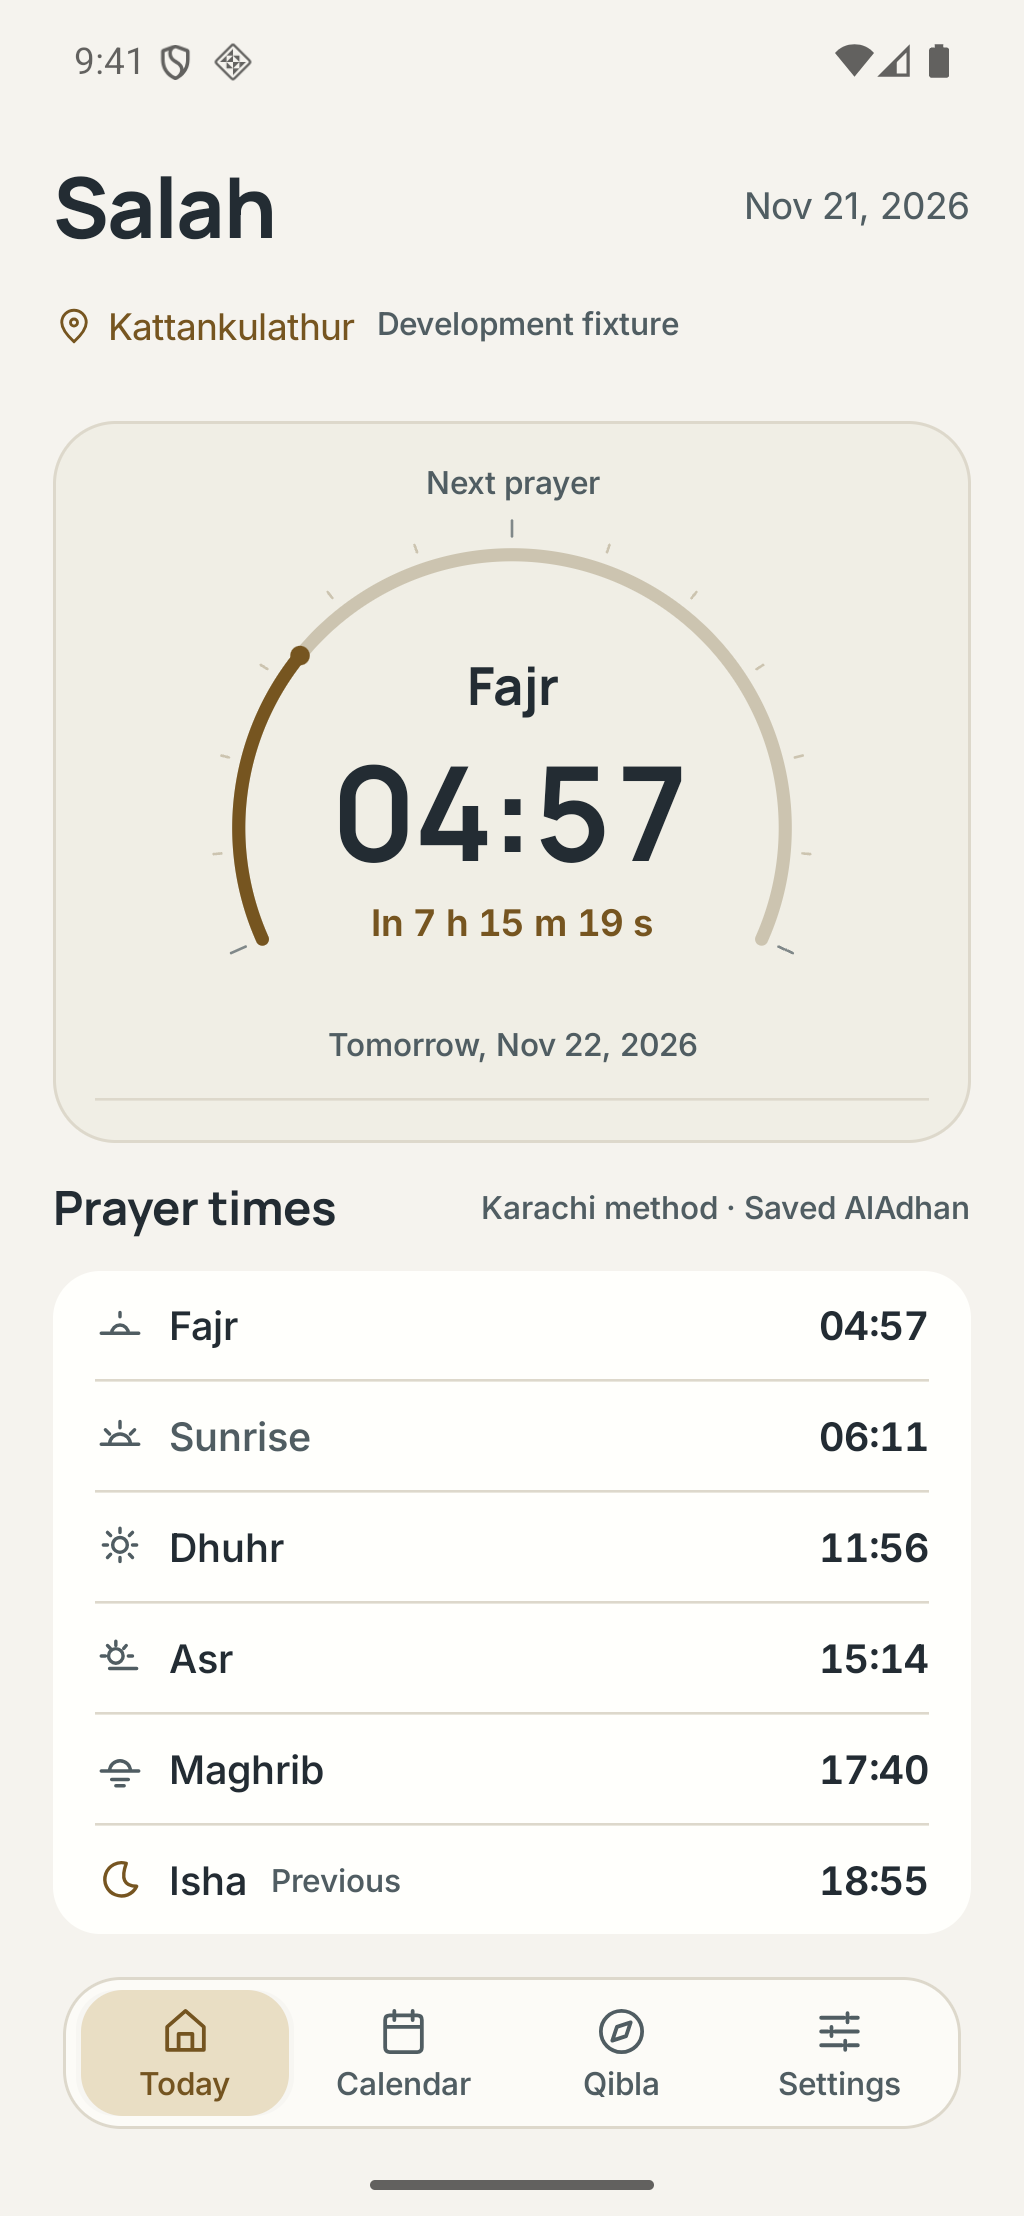 9:41
Salah
Nov 21, 2026
Kattankulathur Development fixture
Next prayer
Fajr
04:57
In 7 h 15 m 19 s
Tomorrow, Nov 22, 2026
Prayer times
Karachi method · Saved AlAdhan
Fajr 04:57
Sunrise 06:11
Dhuhr 11:56
Asr 15:14
Maghrib 17:40
Isha Previous 18:55
Today Calendar Qibla Settings